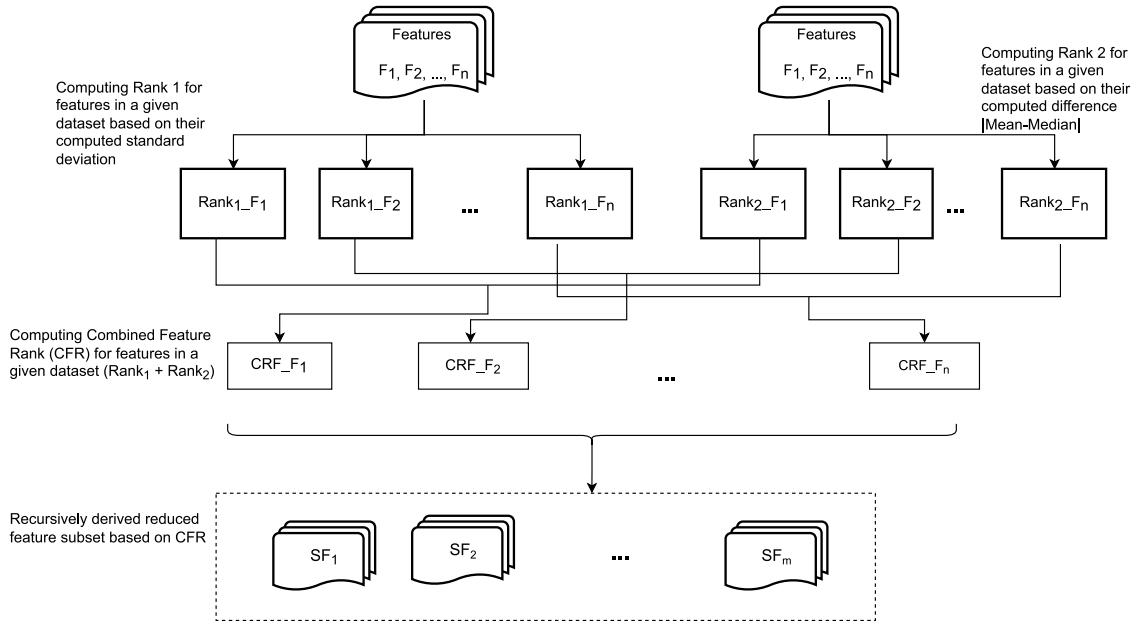 Features
F1, F2, ..., Fn
Features
F1, F2, ..., Fn
Computing Rank 1 for
features in a given
dataset based on their
computed standard
deviation
Computing Rank 2 for
features in a given
dataset based on their
computed difference
|Mean-Median|
Rank1_F1
Rank1_F2
...
Rank1_Fn
Rank2_F1
Rank2_F2
...
Rank2_Fn
Computing Combined Feature
Rank (CFR) for features in a
given dataset (Rank1 + Rank2)
CRF_F1
CRF_F2
...
CRF_Fn
Recursively derived reduced
feature subset based on CFR
SF1
SF2
...
SFm